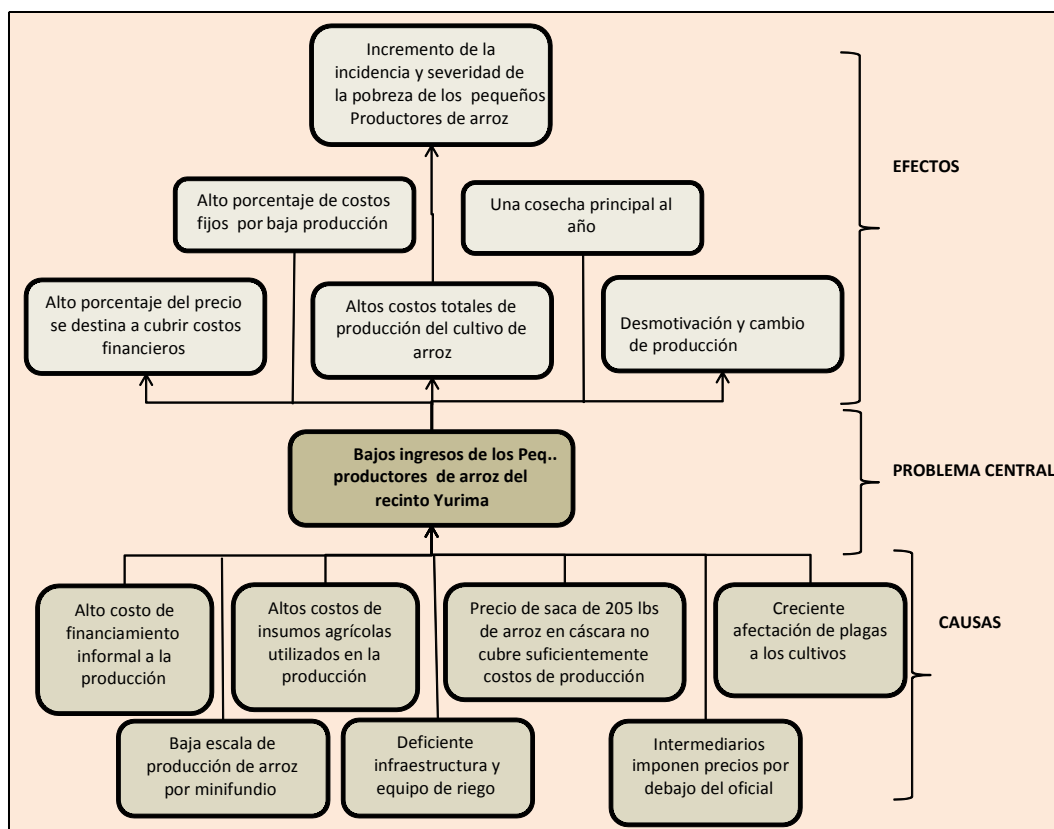 Incremento de la
incidencia y severidad de
la pobreza de los pequeños
Productores de arroz
EFECTOS
Alto porcentaje de costos
fijos por baja producción
Una cosecha principal al
año
Alto porcentaje del precio
se destina a cubrir costos
financieros
Altos costos totales de
producción del cultivo de
arroz
Desmotivación y cambio
de producción
Bajos ingresos de los Peq..
productores de arroz del
recinto Yurima
PROBLEMA CENTRAL
Alto costo de
financiamiento
informal a la
producción
Altos costos de
insumos agrícolas
utilizados en la
producción
Precio de saca de 205 lbs
de arroz en cáscara no
cubre suficientemente
costos de producción
Creciente
afectación de plagas
a los cultivos
CAUSAS
Baja escala de
producción de arroz
por minifundio
Deficiente
infraestructura y
equipo de riego
Intermediarios
imponen precios por
debajo del oficial